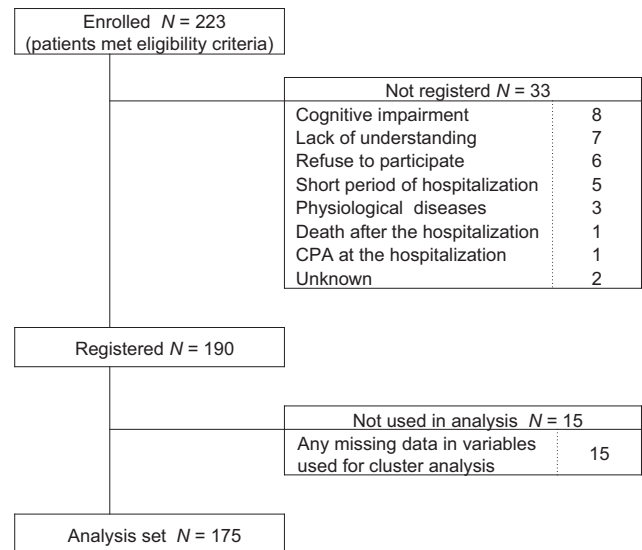 Enrolled N = 223
(patients met eligibility criteria)
Not registerd N = 33
Cognitive impairment 8
Lack of understanding 7
Refuse to participate 6
Short period of hospitalization 5
Physiological diseases 3
Death after the hospitalization 1
CPA at the hospitalization 1
Unknown 2
Registered N = 190
Not used in analysis N = 15
Any missing data in variables
used for cluster analysis 15
Analysis set N = 175